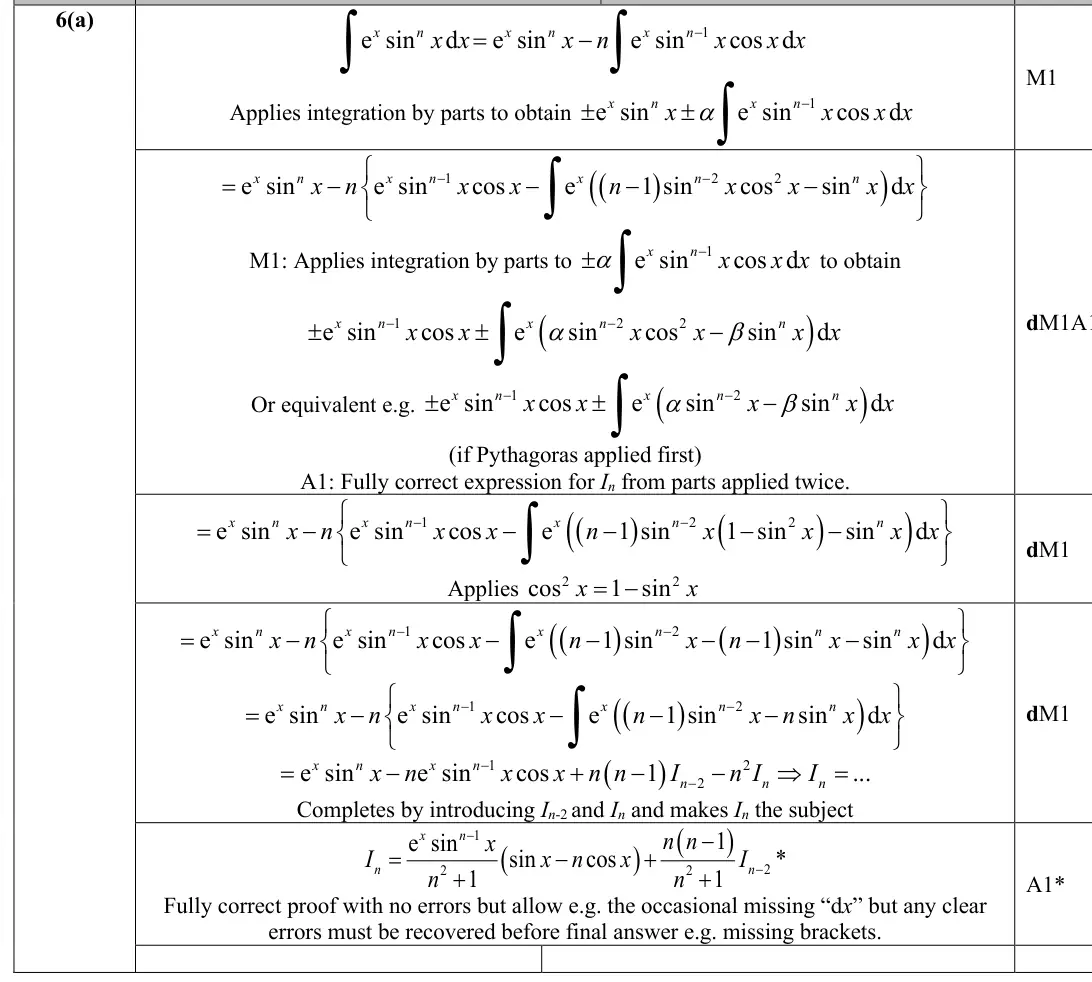 6(a)
∫ eˣ sinⁿ x dx = eˣ sinⁿ x − n ∫ eˣ sinⁿ⁻¹ x cos x dx
M1
Applies integration by parts to obtain ±eˣ sinⁿ x ± α ∫ eˣ sinⁿ⁻¹ x cos x dx
= eˣ sinⁿ x − n {eˣ sinⁿ⁻¹ x cos x − ∫ eˣ ((n−1) sinⁿ⁻² x cos² x − sinⁿ x) dx}
M1: Applies integration by parts to ±α ∫ eˣ sinⁿ⁻¹ x cos x dx to obtain
±eˣ sinⁿ⁻¹ x cos x ± ∫ eˣ (α sinⁿ⁻² x cos² x − β sinⁿ x) dx
dM1A1
Or equivalent e.g. ±eˣ sinⁿ⁻¹ x cos x ± ∫ eˣ (α sinⁿ⁻² x − β sinⁿ x) dx
(if Pythagoras applied first)
A1: Fully correct expression for Iₙ from parts applied twice.
= eˣ sinⁿ x − n {eˣ sinⁿ⁻¹ x cos x − ∫ eˣ ((n−1) sinⁿ⁻² x (1 − sin² x) − sinⁿ x) dx}
dM1
Applies cos² x = 1 − sin² x
= eˣ sinⁿ x − n {eˣ sinⁿ⁻¹ x cos x − ∫ eˣ ((n−1) sinⁿ⁻² x − (n−1) sinⁿ x − sinⁿ x) dx}
= eˣ sinⁿ x − n {eˣ sinⁿ⁻¹ x cos x − ∫ eˣ ((n−1) sinⁿ⁻² x − n sinⁿ x) dx}
dM1
= eˣ sinⁿ x − neˣ sinⁿ⁻¹ x cos x + n(n−1) Iₙ₋₂ − n² Iₙ ⇒ Iₙ = ...
Completes by introducing Iₙ₋₂ and Iₙ and makes Iₙ the subject
Iₙ = (eˣ sinⁿ⁻¹ x)/(n² + 1) (sin x − n cos x) + (n(n−1))/(n² + 1) Iₙ₋₂ *
A1*
Fully correct proof with no errors but allow e.g. the occasional missing “dx” but any clear
errors must be recovered before final answer e.g. missing brackets.